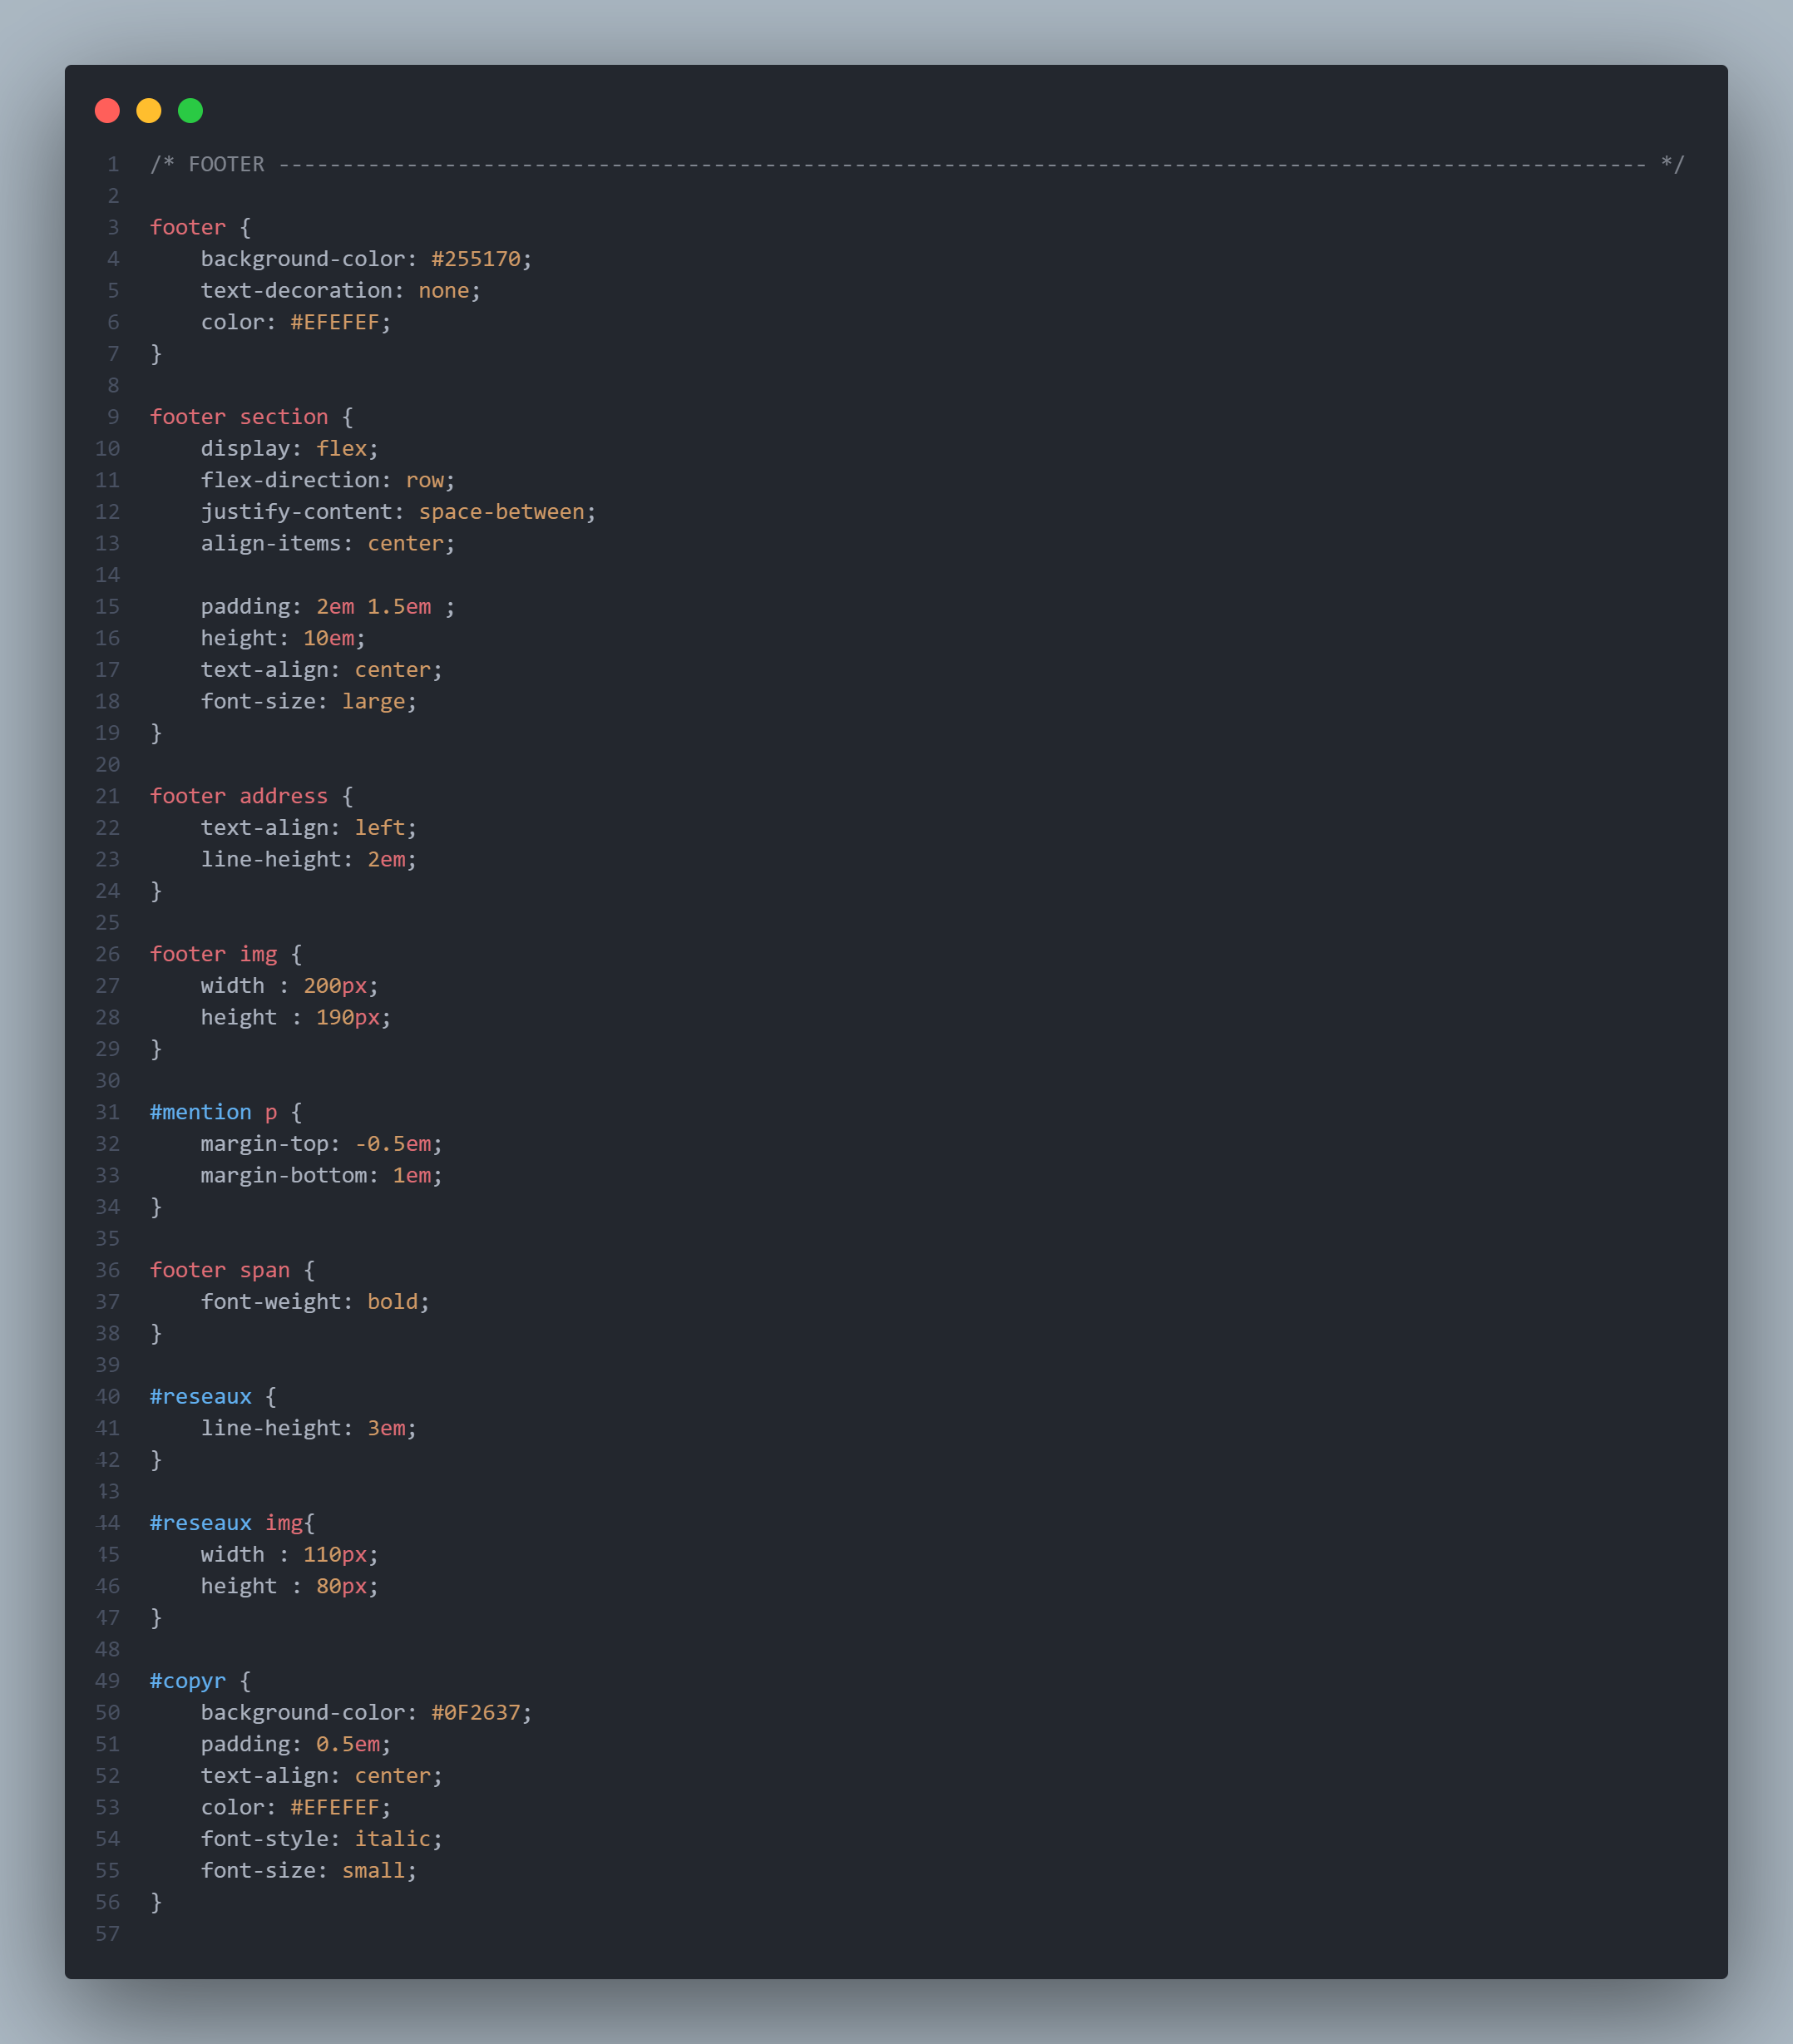 1 /* FOOTER ----------------------------------------------------------------------------------------------------------- */
2
3 footer {
4     background-color: #255170;
5     text-decoration: none;
6     color: #EFEFEF;
7 }
8
9 footer section {
10     display: flex;
11     flex-direction: row;
12     justify-content: space-between;
13     align-items: center;
14
15     padding: 2em 1.5em ;
16     height: 10em;
17     text-align: center;
18     font-size: large;
19 }
20
21 footer address {
22     text-align: left;
23     line-height: 2em;
24 }
25
26 footer img {
27     width : 200px;
28     height : 190px;
29 }
30
31 #mention p {
32     margin-top: -0.5em;
33     margin-bottom: 1em;
34 }
35
36 footer span {
37     font-weight: bold;
38 }
39
40 #reseaux {
41     line-height: 3em;
42 }
43
44 #reseaux img{
45     width : 110px;
46     height : 80px;
47 }
48
49 #copyr {
50     background-color: #0F2637;
51     padding: 0.5em;
52     text-align: center;
53     color: #EFEFEF;
54     font-style: italic;
55     font-size: small;
56 }
57